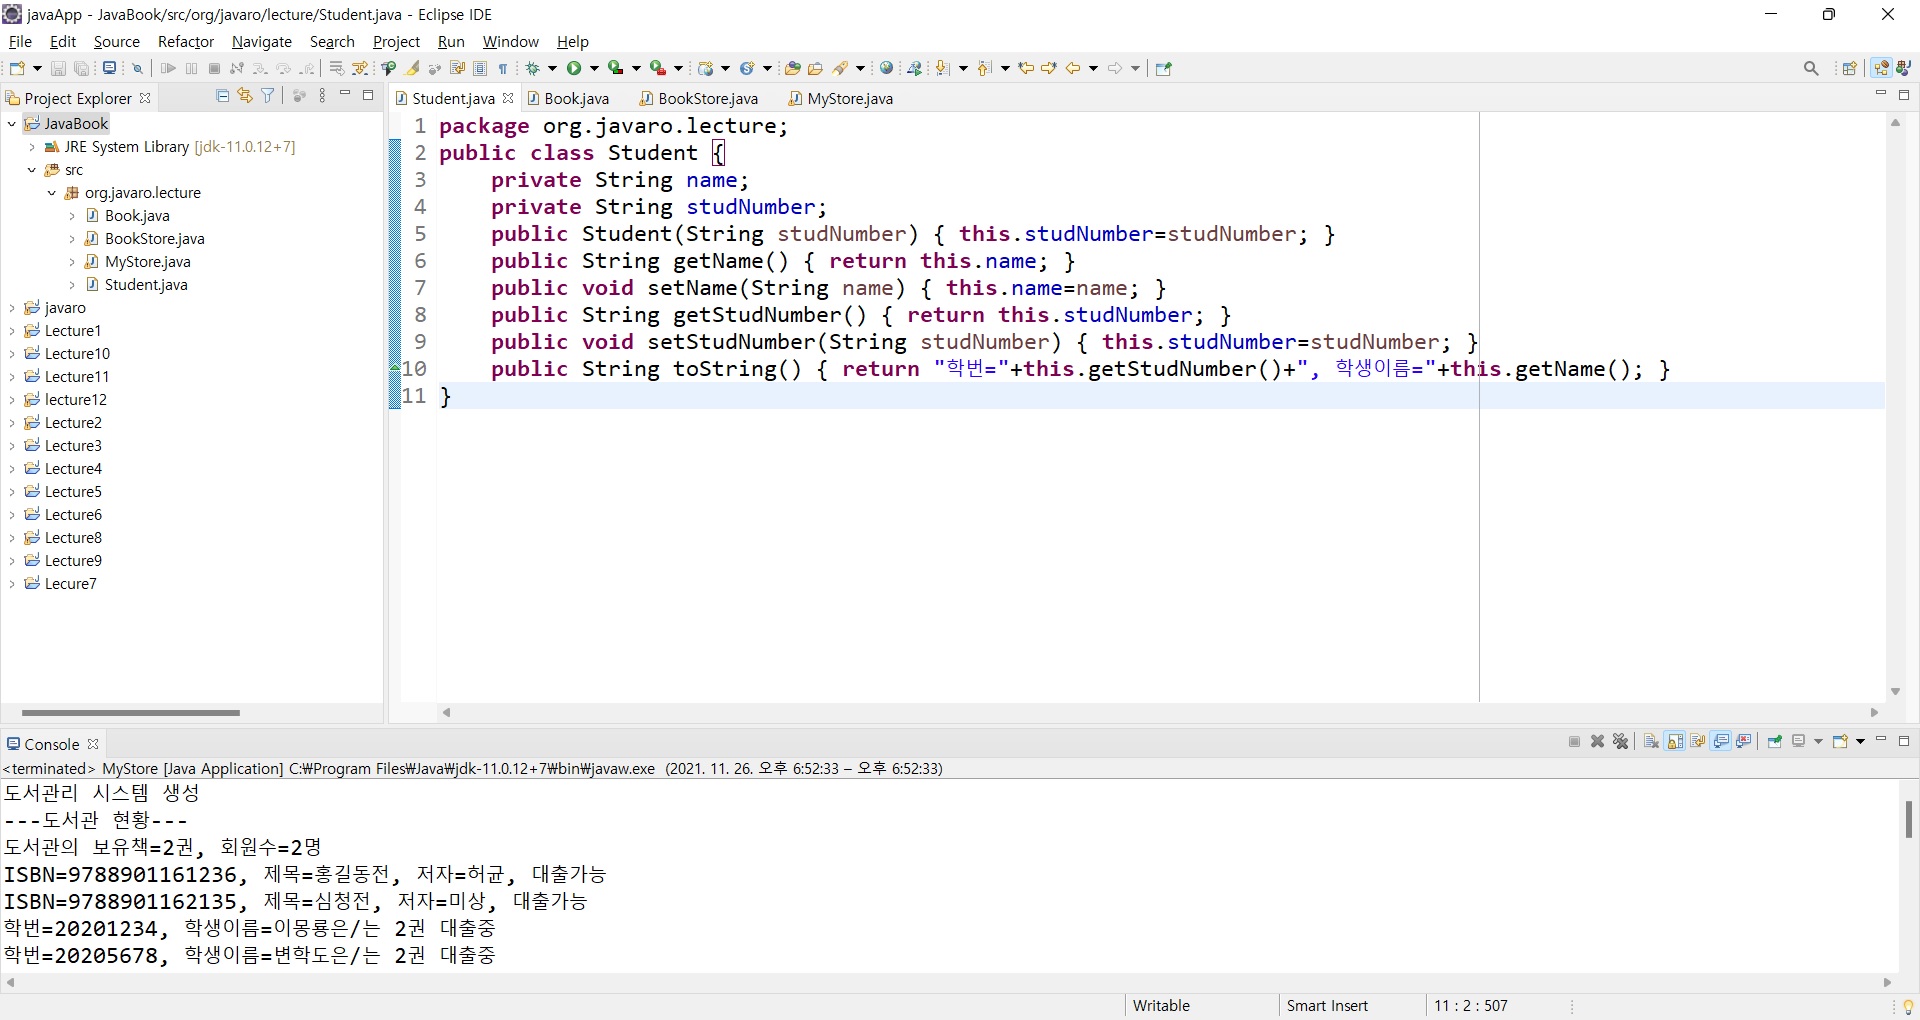 javaApp - JavaBook/src/org/javaro/lecture/Student.java - Eclipse IDE
File Edit Source Refactor Navigate Search Project Run Window Help
Project Explorer
JavaBook
JRE System Library [jdk-11.0.12+7]
src
org.javaro.lecture
Book.java
BookStore.java
MyStore.java
Student.java
javaro
Lecture1
Lecture10
Lecture11
lecture12
Lecture2
Lecture3
Lecture4
Lecture5
Lecture6
Lecture8
Lecture9
Lecure7
Student.java Book.java BookStore.java MyStore.java
1 package org.javaro.lecture;
2 public class Student {
3 private String name;
4 private String studNumber;
5 public Student(String studNumber) { this.studNumber=studNumber; }
6 public String getName() { return this.name; }
7 public void setName(String name) { this.name=name; }
8 public String getStudNumber() { return this.studNumber; }
9 public void setStudNumber(String studNumber) { this.studNumber=studNumber; }
10 public String toString() { return "학번="+this.getStudNumber()+", 학생이름="+this.getName(); }
11 }
Console
<terminated> MyStore [Java Application] C:₩Program Files₩Java₩jdk-11.0.12+7₩bin₩javaw.exe (2021. 11. 26. 오후 6:52:33 – 오후 6:52:33)
도서관리 시스템 생성
---도서관 현황---
도서관의 보유책=2권, 회원수=2명
ISBN=9788901161236, 제목=홍길동전, 저자=허균, 대출가능
ISBN=9788901162135, 제목=심청전, 저자=미상, 대출가능
학번=20201234, 학생이름=이몽룡은/는 2권 대출중
학번=20205678, 학생이름=변학도은/는 2권 대출중
Writable Smart Insert 11 : 2 : 507